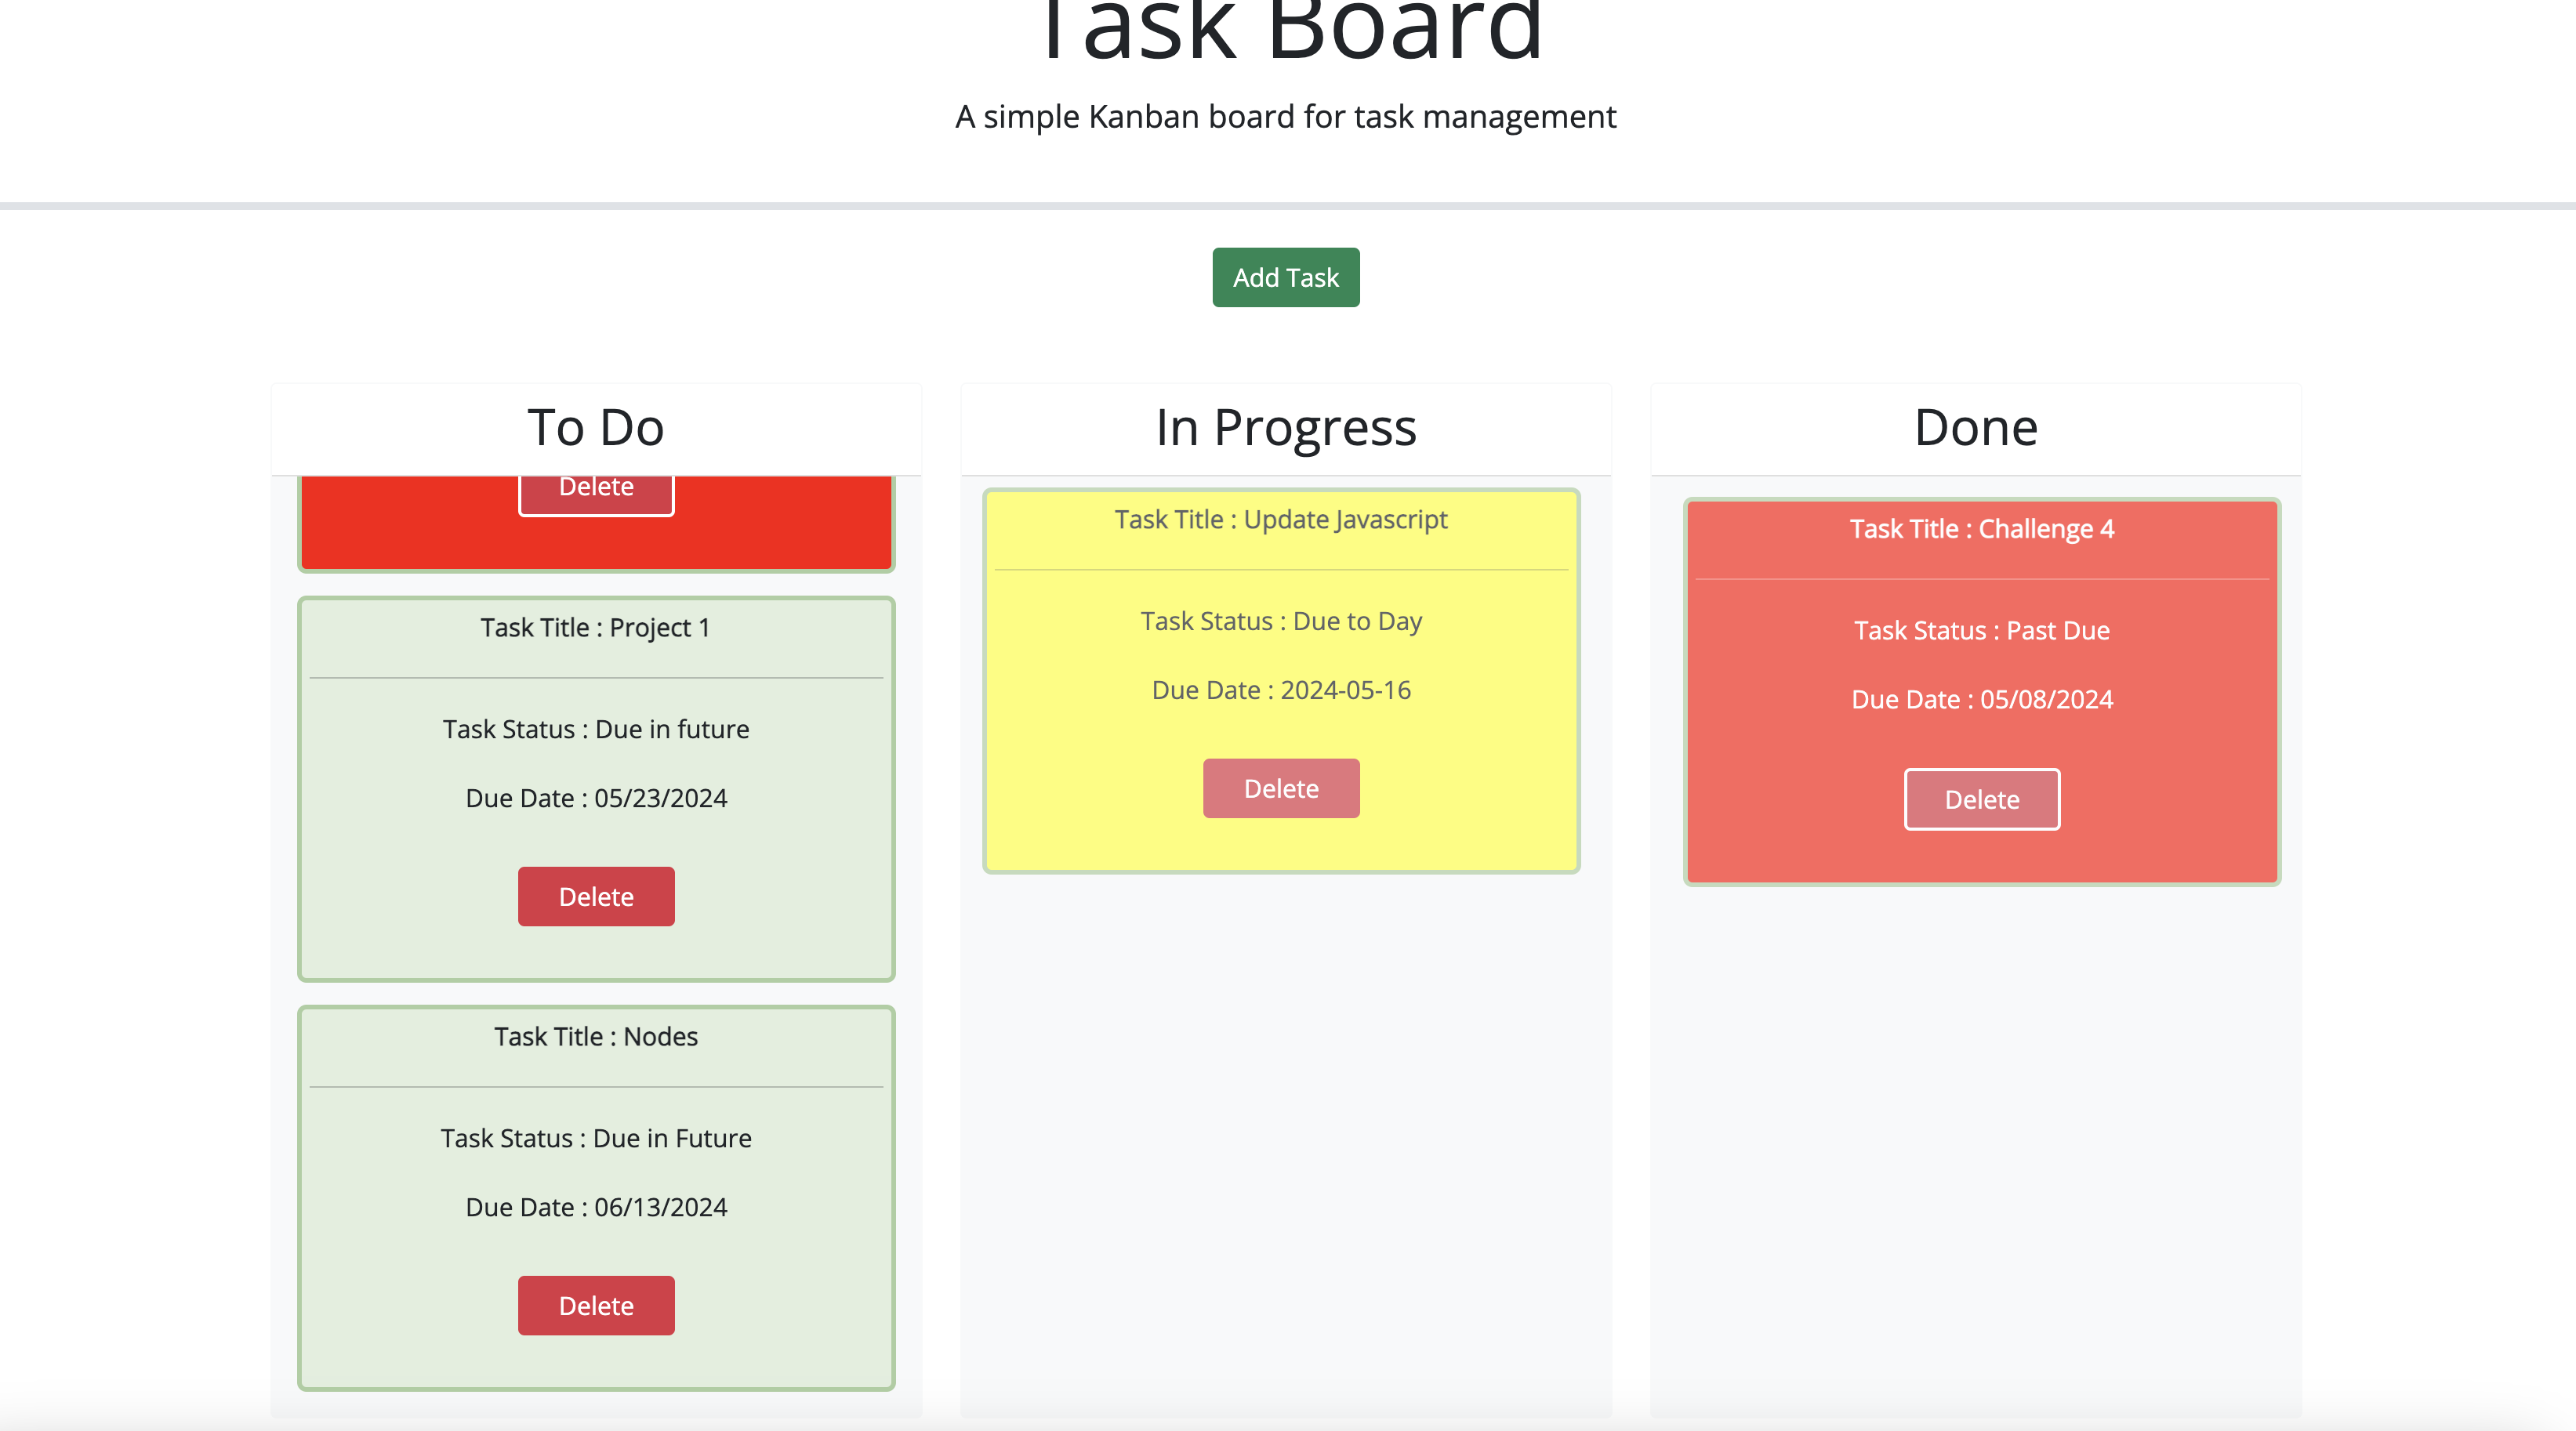 Task Board
A simple Kanban board for task management
Add Task
To Do
Delete
Task Title : Project 1
Task Status : Due in future
Due Date : 05/23/2024
Delete
Task Title : Nodes
Task Status : Due in Future
Due Date : 06/13/2024
Delete
In Progress
Task Title : Update Javascript
Task Status : Due to Day
Due Date : 2024-05-16
Delete
Done
Task Title : Challenge 4
Task Status : Past Due
Due Date : 05/08/2024
Delete